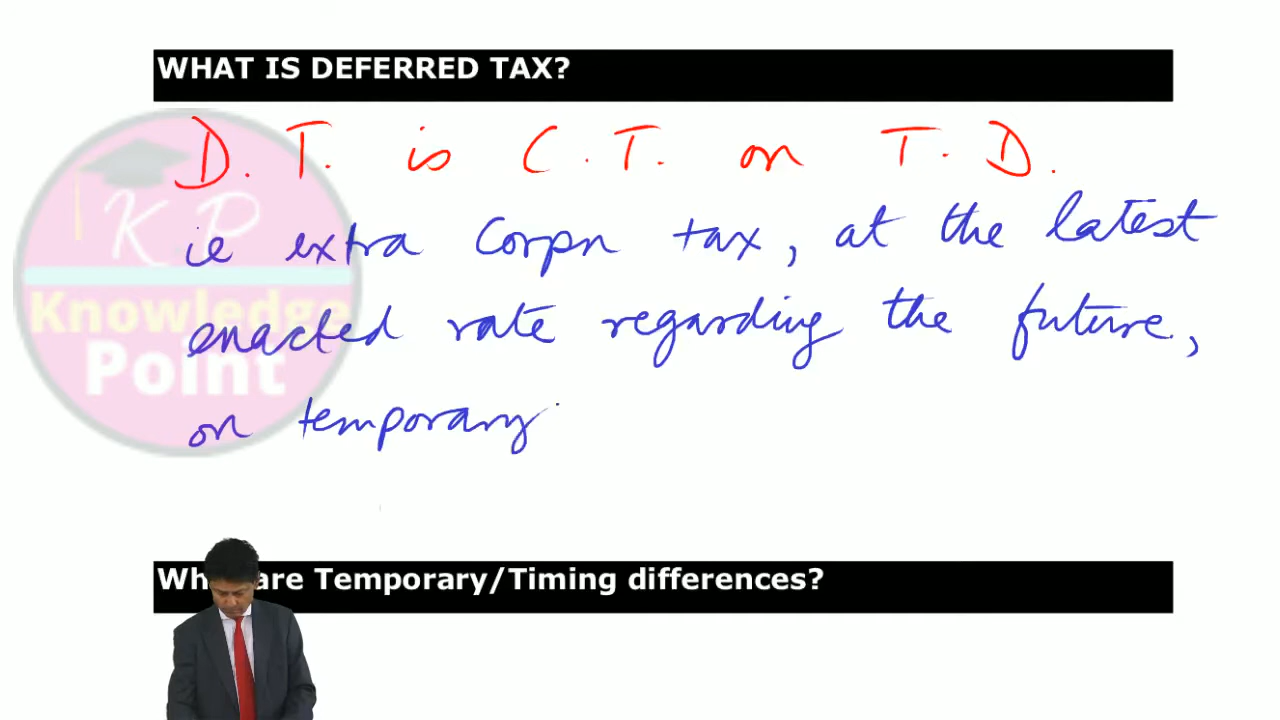 WHAT IS DEFERRED TAX?
D. T. is C. T. on T. D.
ie extra Corpn tax, at the latest
enacted rate regarding the future,
on temporary
KP
Knowledge
Point
are Temporary/Timing differences?